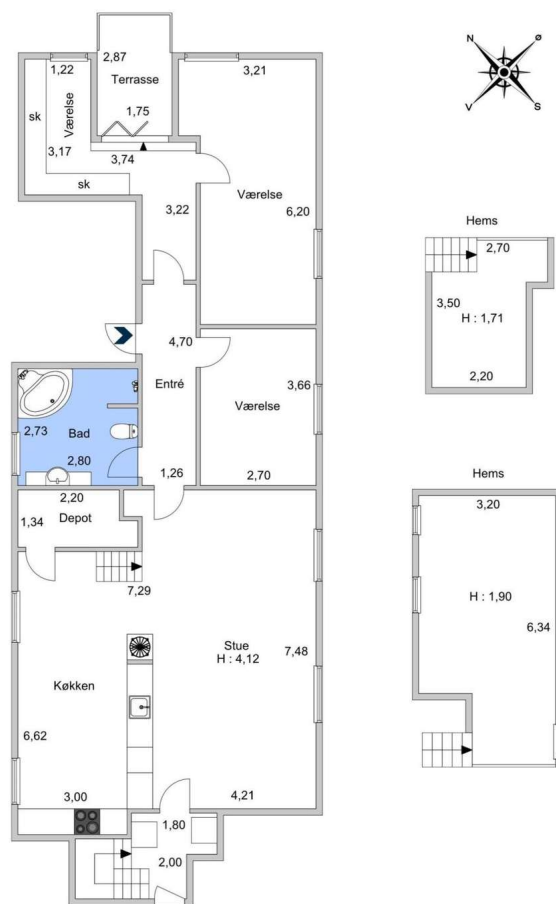 2,87
Terrasse
1,75
1,22
Værelse
sk
3,17
sk
3,74
3,21
Værelse
6,20
3,22
4,70
Entré
1,26
Værelse
3,66
2,70
2,73
Bad
2,80
2,20
Depot
1,34
7,29
Stue
H : 4,12
7,48
Køkken
6,62
3,00
4,21
1,80
2,00
N
Ø
V
S
Hems
2,70
3,50
H : 1,71
2,20
Hems
3,20
H : 1,90
6,34